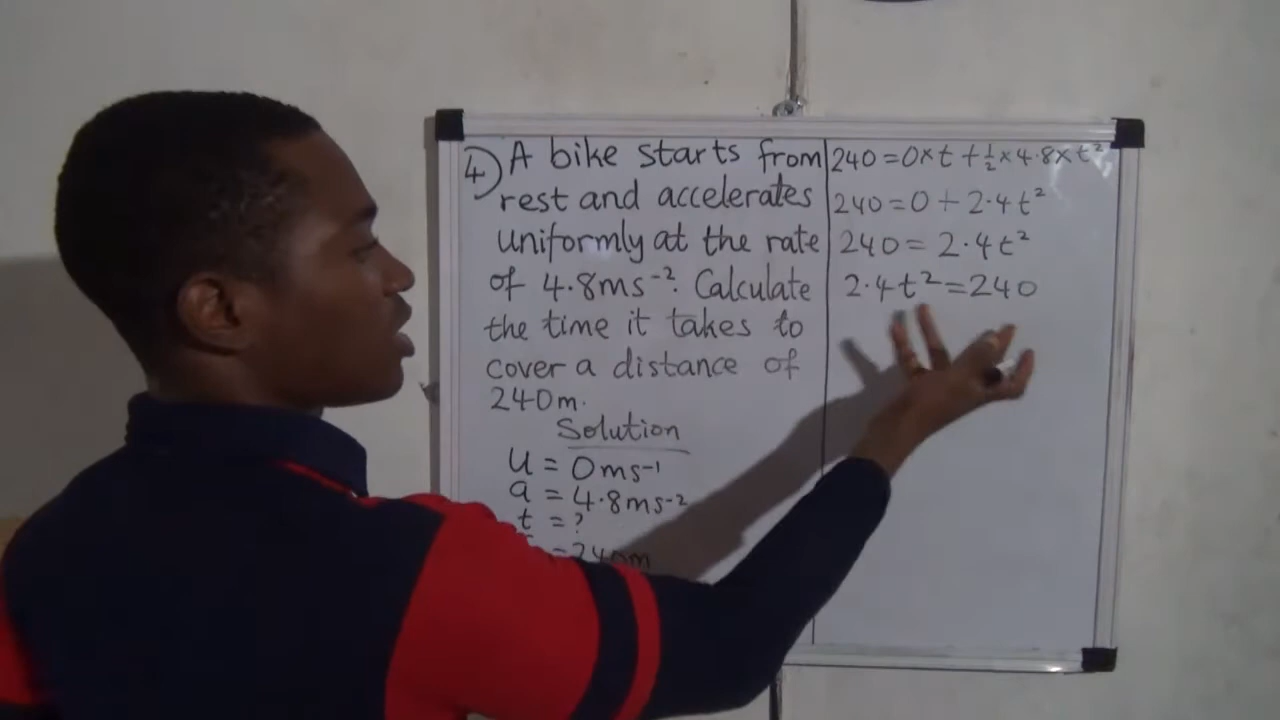 4 A bike starts from
rest and accelerates
uniformly at the rate
of 4.8ms⁻². Calculate
the time it takes to
cover a distance of
240m.
Solution
U = 0ms⁻¹
a = 4.8ms⁻²
t = ?
= 240m
240 = 0×t + ½×4.8×t²
240 = 0 + 2.4t²
240 = 2.4t²
2.4t² = 240